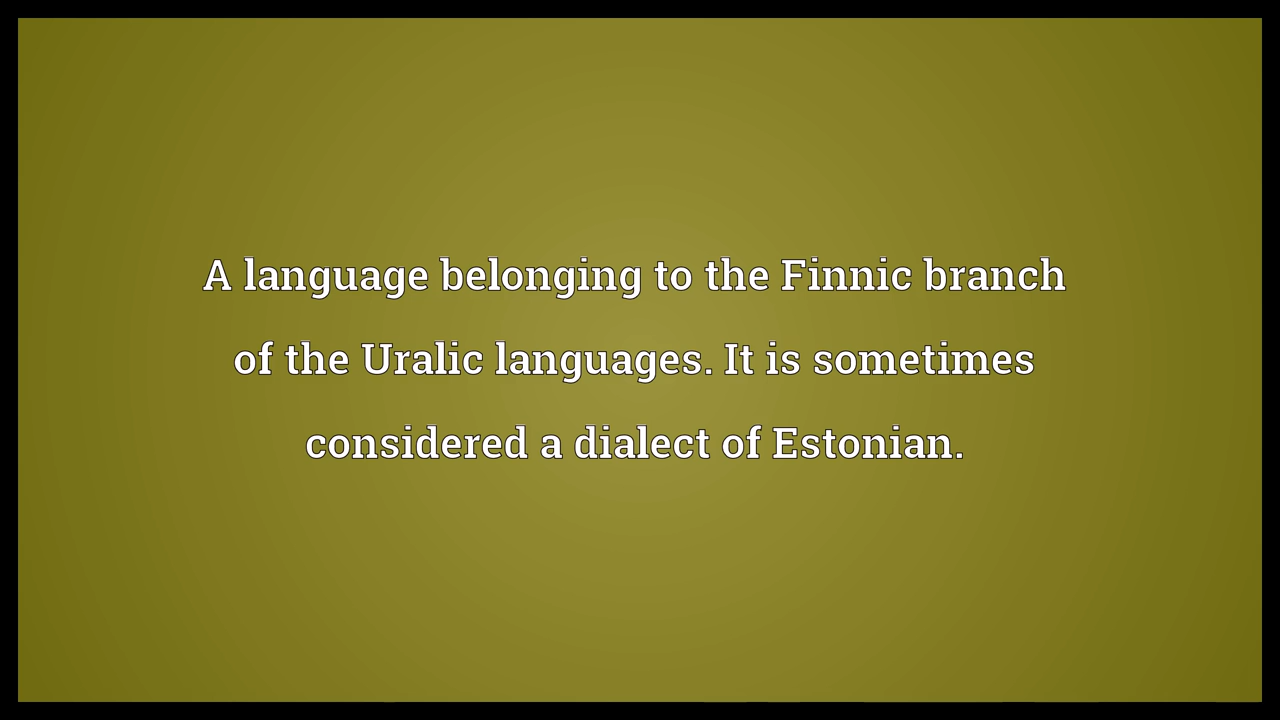 A language belonging to the Finnic branch
of the Uralic languages. It is sometimes
considered a dialect of Estonian.